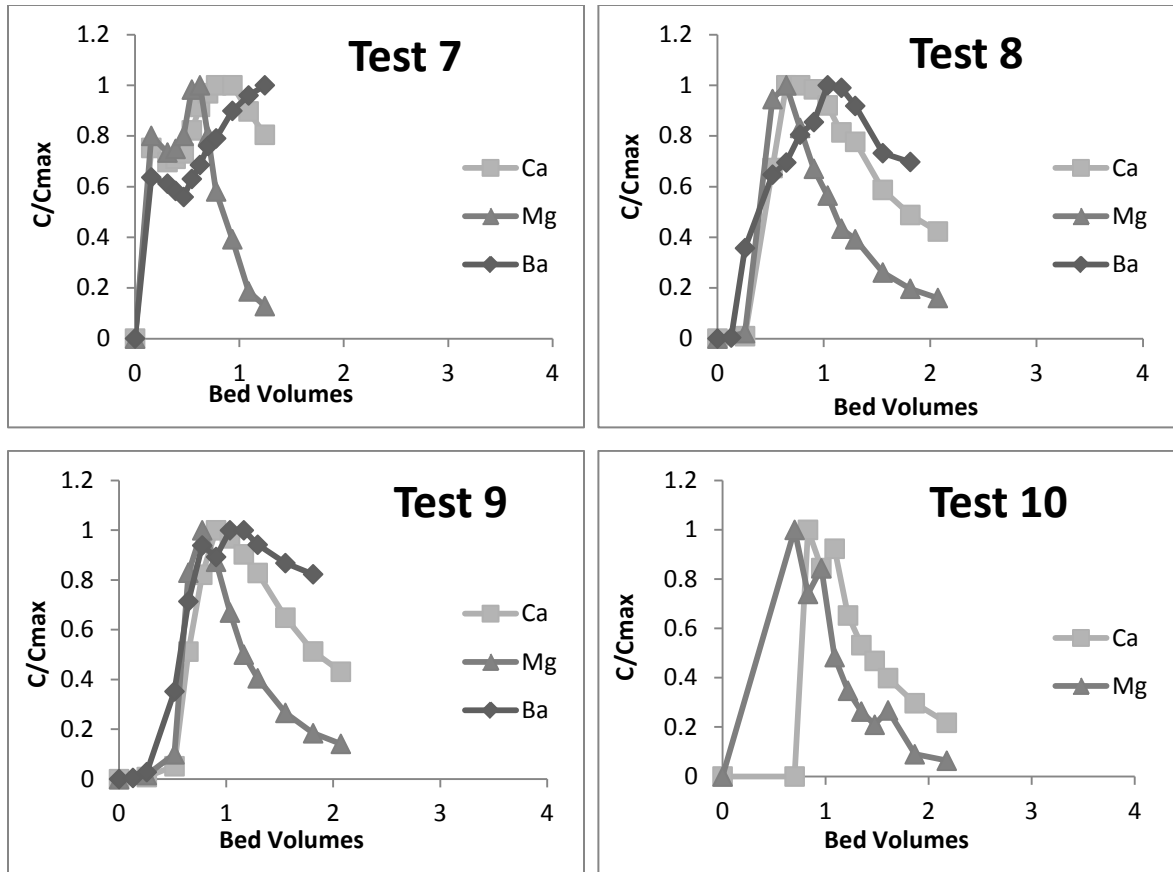 Test 7
1.2
1
0.8
0.6
0.4
0.2
0
C/Cmax
0 1 2 3 4
Bed Volumes
Ca
Mg
Ba
Test 8
1.2
1
0.8
0.6
0.4
0.2
0
C/Cmax
0 1 2 3 4
Bed Volumes
Ca
Mg
Ba
Test 9
1.2
1
0.8
0.6
0.4
0.2
0
C/Cmax
0 1 2 3 4
Bed Volumes
Ca
Mg
Ba
Test 10
1.2
1
0.8
0.6
0.4
0.2
0
C/Cmax
0 1 2 3 4
Bed Volumes
Ca
Mg